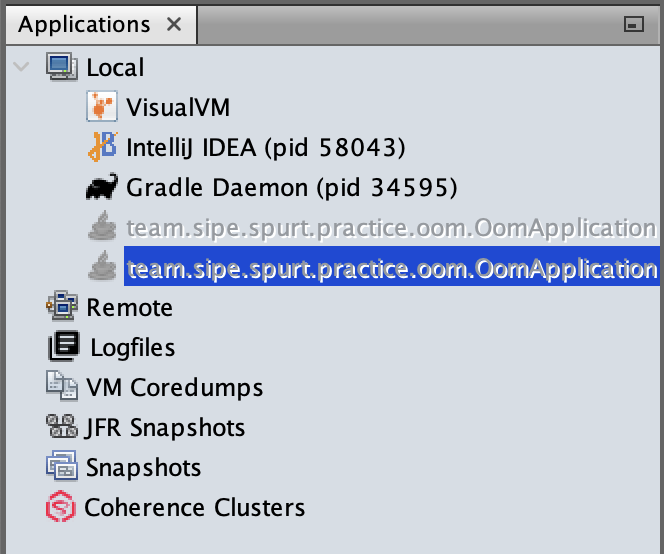 Applications
Local
VisualVM
IntelliJ IDEA (pid 58043)
Gradle Daemon (pid 34595)
team.sipe.spurt.practice.oom.OomApplication
team.sipe.spurt.practice.oom.OomApplication
Remote
Logfiles
VM Coredumps
JFR Snapshots
Snapshots
Coherence Clusters